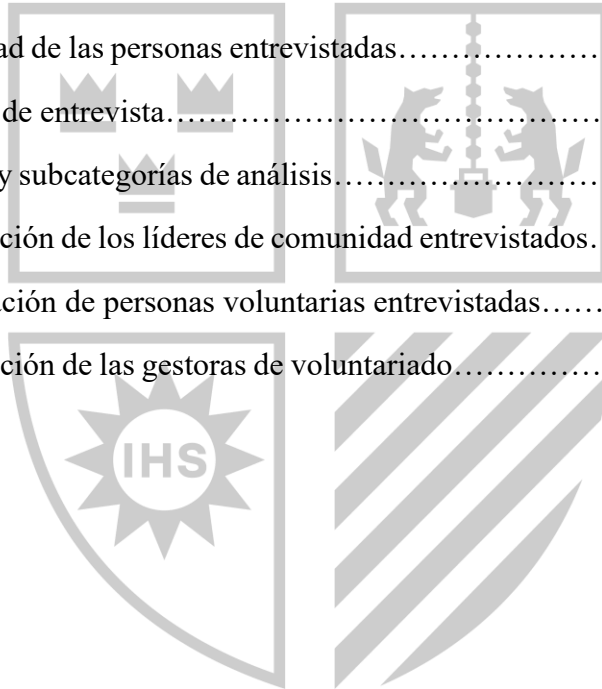 ad de las personas entrevistadas………………
de entrevista………………………………………
y subcategorías de análisis……………………
ción de los líderes de comunidad entrevistados.
ación de personas voluntarias entrevistadas……
ción de las gestoras de voluntariado……………
IHS